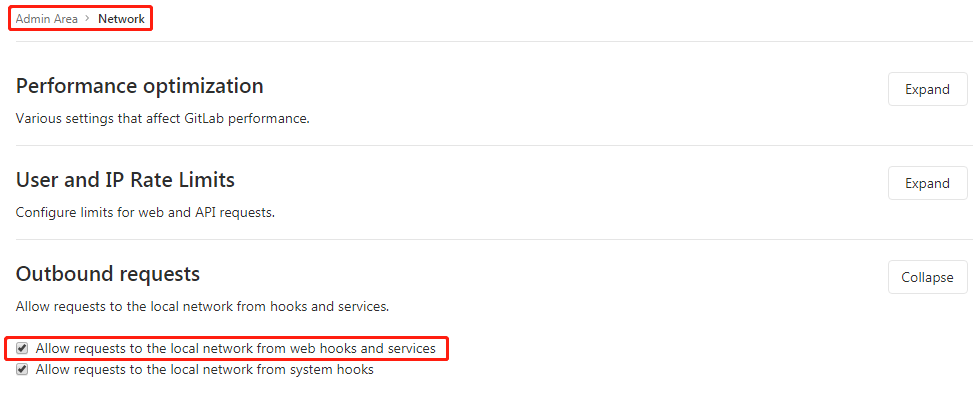 Admin Area > Network
Performance optimization
Expand
Various settings that affect GitLab performance.
User and IP Rate Limits
Expand
Configure limits for web and API requests.
Outbound requests
Collapse
Allow requests to the local network from hooks and services.
Allow requests to the local network from web hooks and services
Allow requests to the local network from system hooks